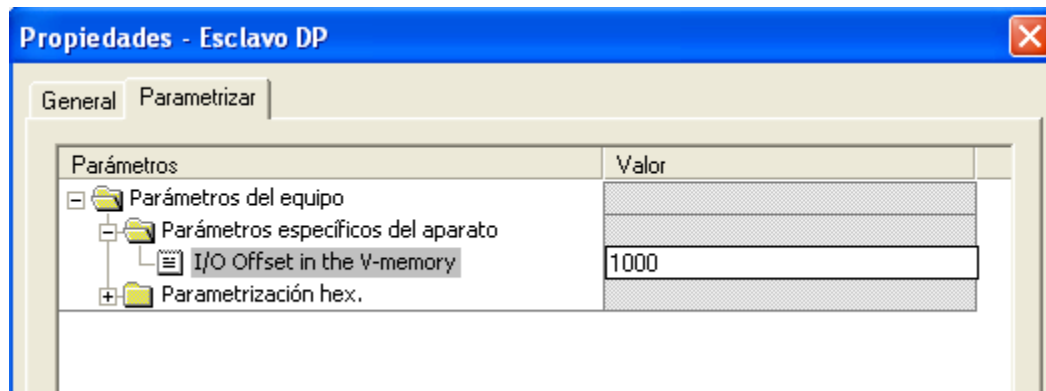 Propiedades - Esclavo DP
General Parametrizar
Parámetros Valor
Parámetros del equipo
Parámetros específicos del aparato
I/O Offset in the V-memory 1000
Parametrización hex.